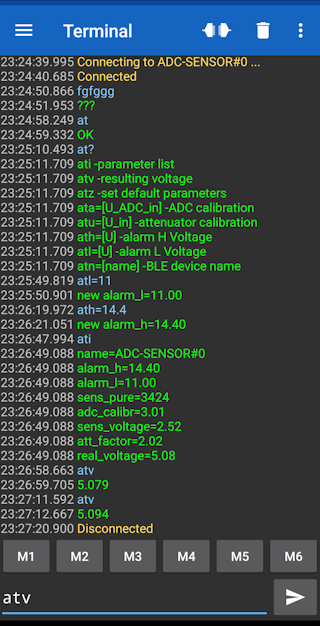 Terminal
23:24:39.995 Connecting to ADC-SENSOR#0 ...
23:24:40.685 Connected
23:24:50.866 fgfggg
23:24:51.953 ???
23:24:58.249 at
23:24:59.332 OK
23:25:10.493 at?
23:25:11.709 ati -parameter list
23:25:11.709 atv -resulting voltage
23:25:11.709 atz -set default parameters
23:25:11.709 ata=[U_ADC_in] -ADC calibration
23:25:11.709 atu=[U_in] -attenuator calibration
23:25:11.709 ath=[U] -alarm H Voltage
23:25:11.709 atl=[U] -alarm L Voltage
23:25:11.709 atn=[name] -BLE device name
23:25:49.819 atl=11
23:25:50.901 new alarm_l=11.00
23:26:19.972 ath=14.4
23:26:21.051 new alarm_h=14.40
23:26:47.994 ati
23:26:49.088 name=ADC-SENSOR#0
23:26:49.088 alarm_h=14.40
23:26:49.088 alarm_l=11.00
23:26:49.088 sens_pure=3424
23:26:49.088 adc_calibr=3.01
23:26:49.088 sens_voltage=2.52
23:26:49.088 att_factor=2.02
23:26:49.088 real_voltage=5.08
23:26:58.663 atv
23:26:59.705 5.079
23:27:11.592 atv
23:27:12.667 5.094
23:27:20.900 Disconnected
M1 M2 M3 M4 M5 M6
atv